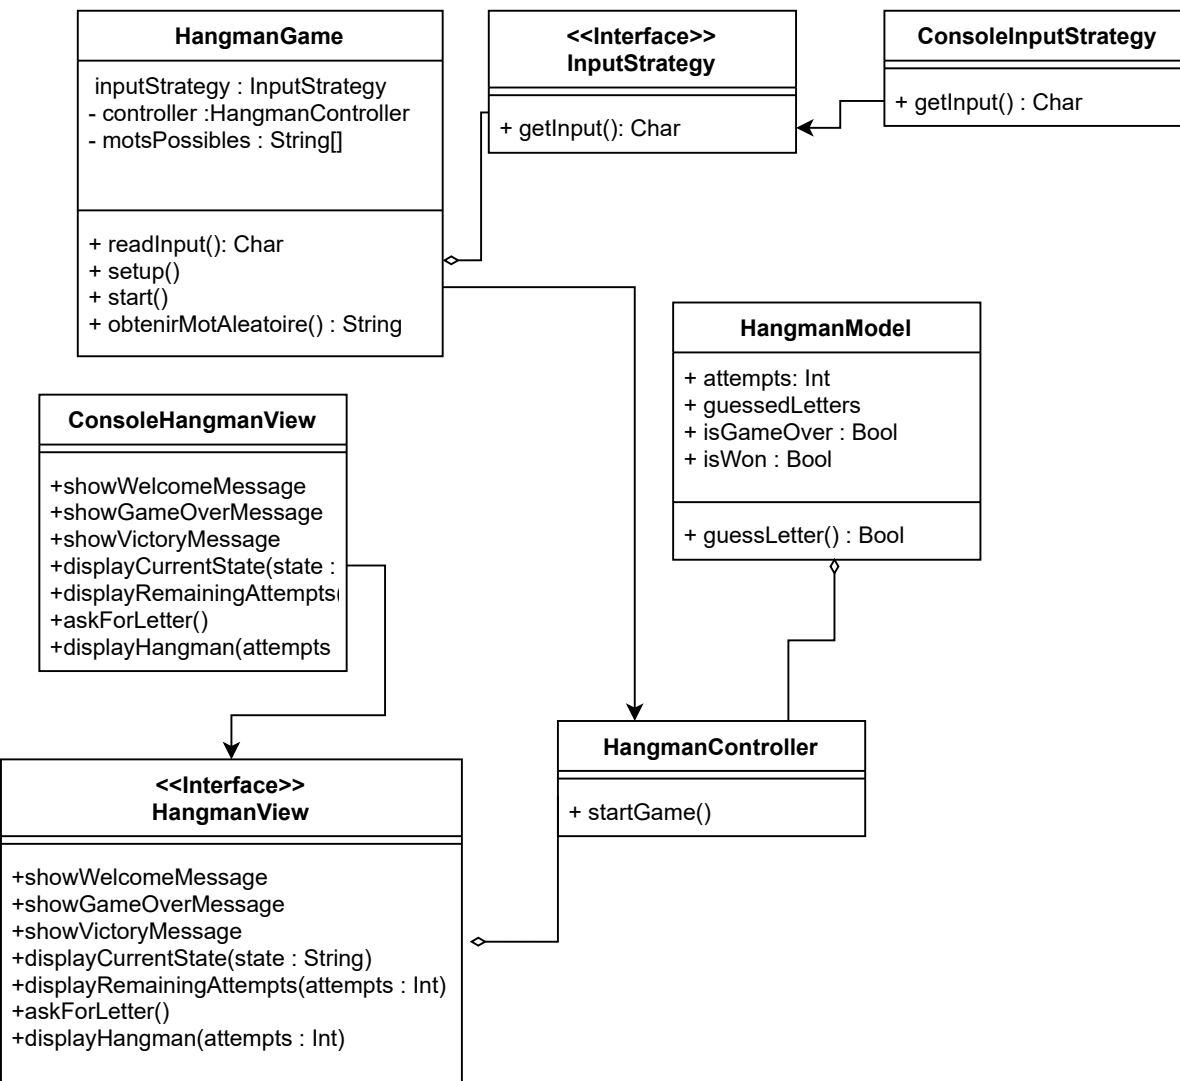 HangmanGame
inputStrategy : InputStrategy
- controller :HangmanController
- motsPossibles : String[]
+ readInput(): Char
+ setup()
+ start()
+ obtenirMotAleatoire() : String
<<Interface>>
InputStrategy
+ getInput(): Char
ConsoleInputStrategy
+ getInput() : Char
HangmanModel
+ attempts: Int
+ guessedLetters
+ isGameOver : Bool
+ isWon : Bool
+ guessLetter() : Bool
ConsoleHangmanView
+showWelcomeMessage
+showGameOverMessage
+showVictoryMessage
+displayCurrentState(state :
+displayRemainingAttempts(
+askForLetter()
+displayHangman(attempts
HangmanController
+ startGame()
<<Interface>>
HangmanView
+showWelcomeMessage
+showGameOverMessage
+showVictoryMessage
+displayCurrentState(state : String)
+displayRemainingAttempts(attempts : Int)
+askForLetter()
+displayHangman(attempts : Int)